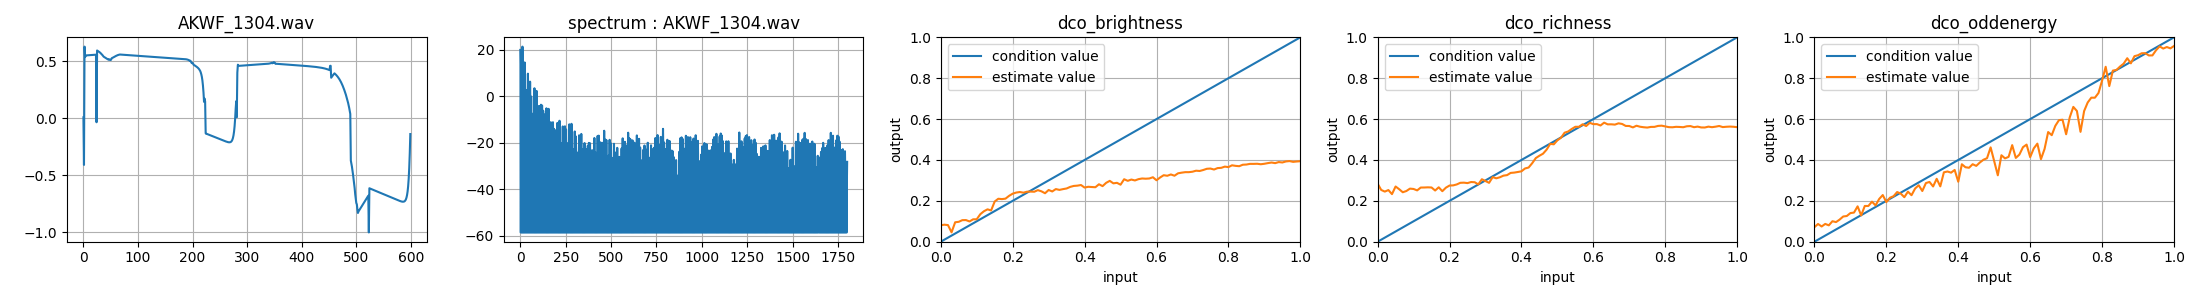 AKWF_1304.wav
0.5
0.0
−0.5
−1.0
0 100 200 300 400 500 600
spectrum : AKWF_1304.wav
20
0
−20
−40
−60
0 250 500 750 1000 1250 1500 1750
dco_brightness
condition value
estimate value
output
1.0
0.8
0.6
0.4
0.2
0.0
0.0 0.2 0.4 0.6 0.8 1.0
input
dco_richness
condition value
estimate value
output
1.0
0.8
0.6
0.4
0.2
0.0
0.0 0.2 0.4 0.6 0.8 1.0
input
dco_oddenergy
condition value
estimate value
output
1.0
0.8
0.6
0.4
0.2
0.0
0.0 0.2 0.4 0.6 0.8 1.0
input